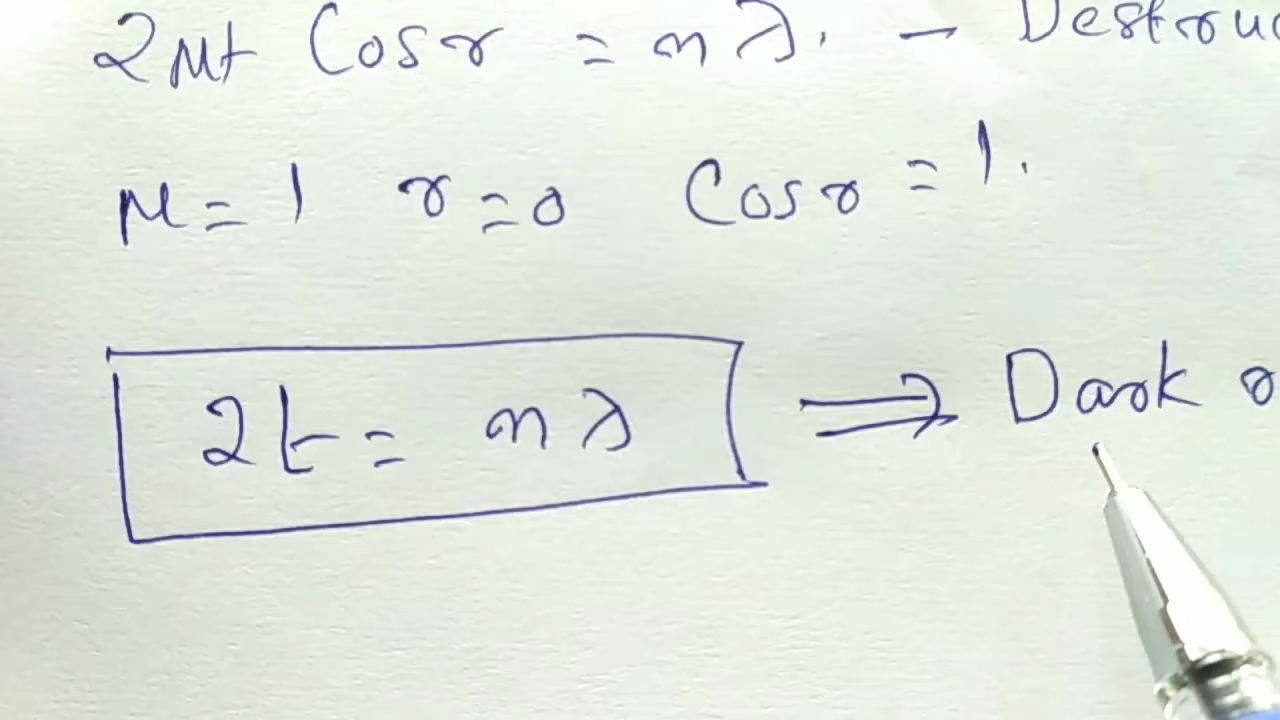 2μt Cos r = nλ. — Destruc
μ = 1 r = 0 Cos r = 1.
2t = nλ ⇒ Dark